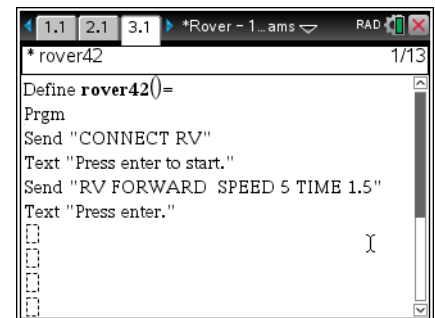 1.1 2.1 3.1 *Rover - 1...ams RAD
* rover42 1/13
Define rover42()=
Prgm
Send "CONNECT RV"
Text "Press enter to start."
Send "RV FORWARD  SPEED 5 TIME 1.5"
Text "Press enter."